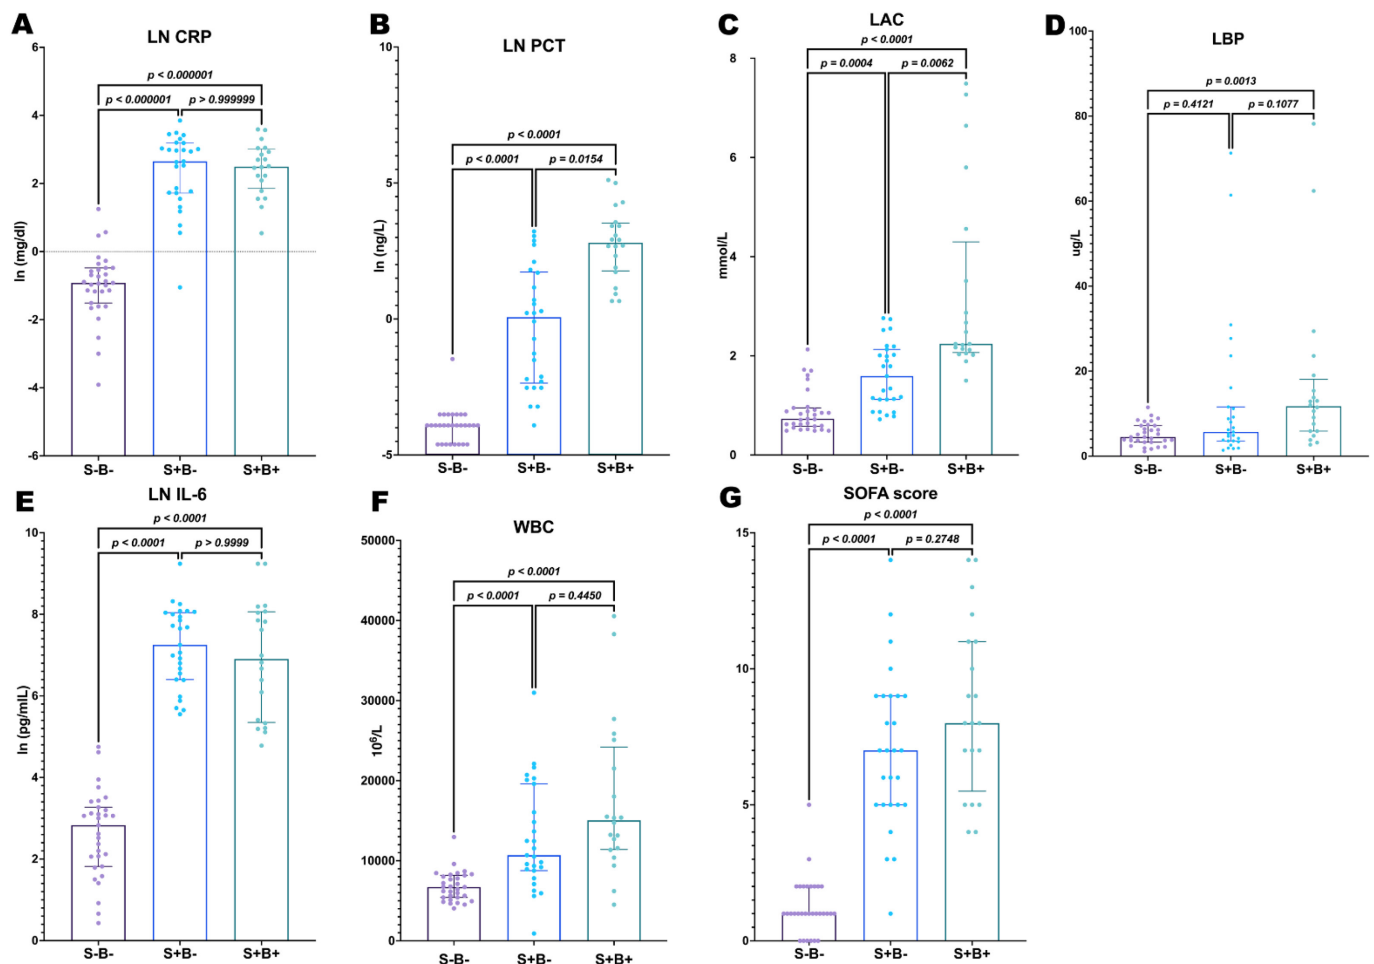 A
LN CRP
p < 0.000001
p < 0.000001
p > 0.999999
ln (mg/dl)
6
4
2
0
-2
-4
-6
S-B-
S+B-
S+B+
B
LN PCT
p < 0.0001
p < 0.0001
p = 0.0154
ln (ng/L)
10
5
0
-5
S-B-
S+B-
S+B+
C
LAC
p < 0.0001
p = 0.0004
p = 0.0062
mmol/L
8
6
4
2
0
S-B-
S+B-
S+B+
D
LBP
p = 0.0013
p = 0.4121
p = 0.1077
ug/L
100
80
60
40
20
0
S-B-
S+B-
S+B+
E
LN IL-6
p < 0.0001
p < 0.0001
p > 0.9999
ln (pg/mlL)
10
8
6
4
2
0
S-B-
S+B-
S+B+
F
WBC
p < 0.0001
p < 0.0001
p = 0.4450
10⁶/L
50000
40000
30000
20000
10000
0
S-B-
S+B-
S+B+
G
SOFA score
p < 0.0001
p < 0.0001
p = 0.2748
15
10
5
0
S-B-
S+B-
S+B+